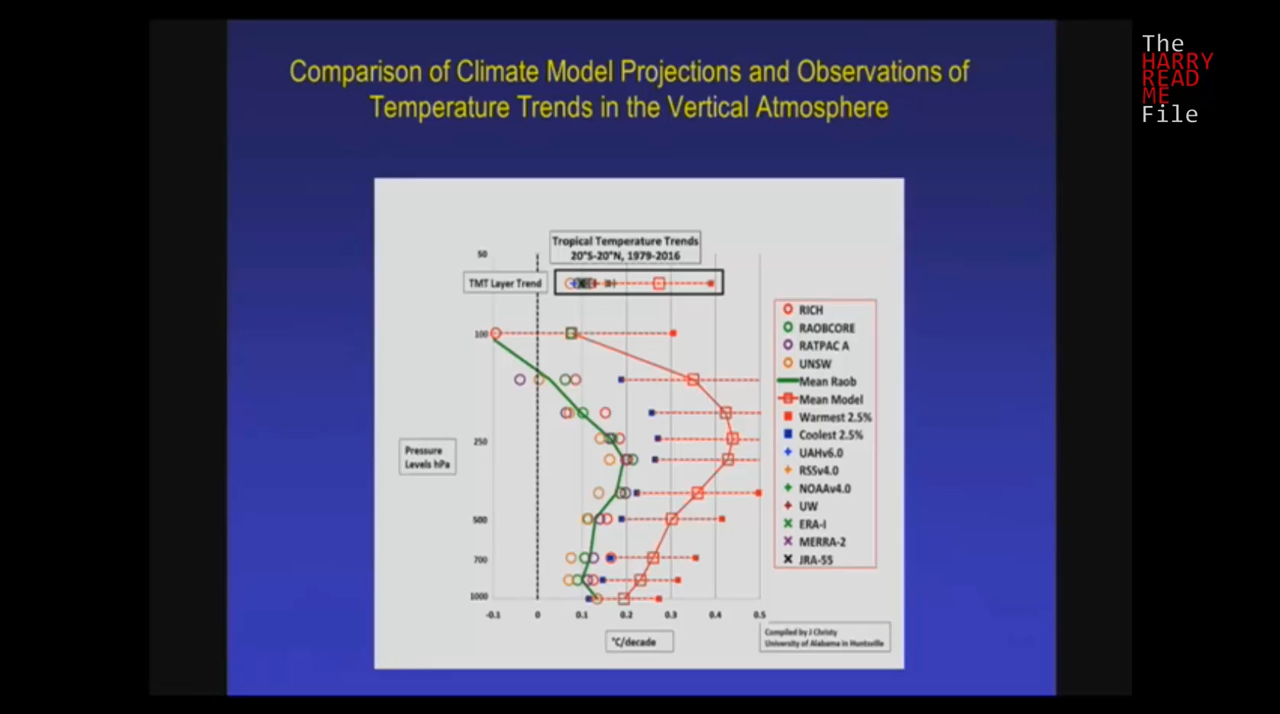 The
HARRY
READ
ME
File
Comparison of Climate Model Projections and Observations of
Temperature Trends in the Vertical Atmosphere
Tropical Temperature Trends
20°S-20°N, 1979-2016
50
TMT Layer Trend
100
250
500
700
1000
Pressure
Levels hPa
-0.1 0 0.1 0.2 0.3 0.4 0.5
°C/decade
RICH
RAOBCORE
RATPAC A
UNSW
Mean Raob
Mean Model
Warmest 2.5%
Coolest 2.5%
UAHv6.0
RSSv4.0
NOAAv4.0
UW
ERA-I
MERRA-2
JRA-55
Compiled by J Christy
University of Alabama in Huntsville